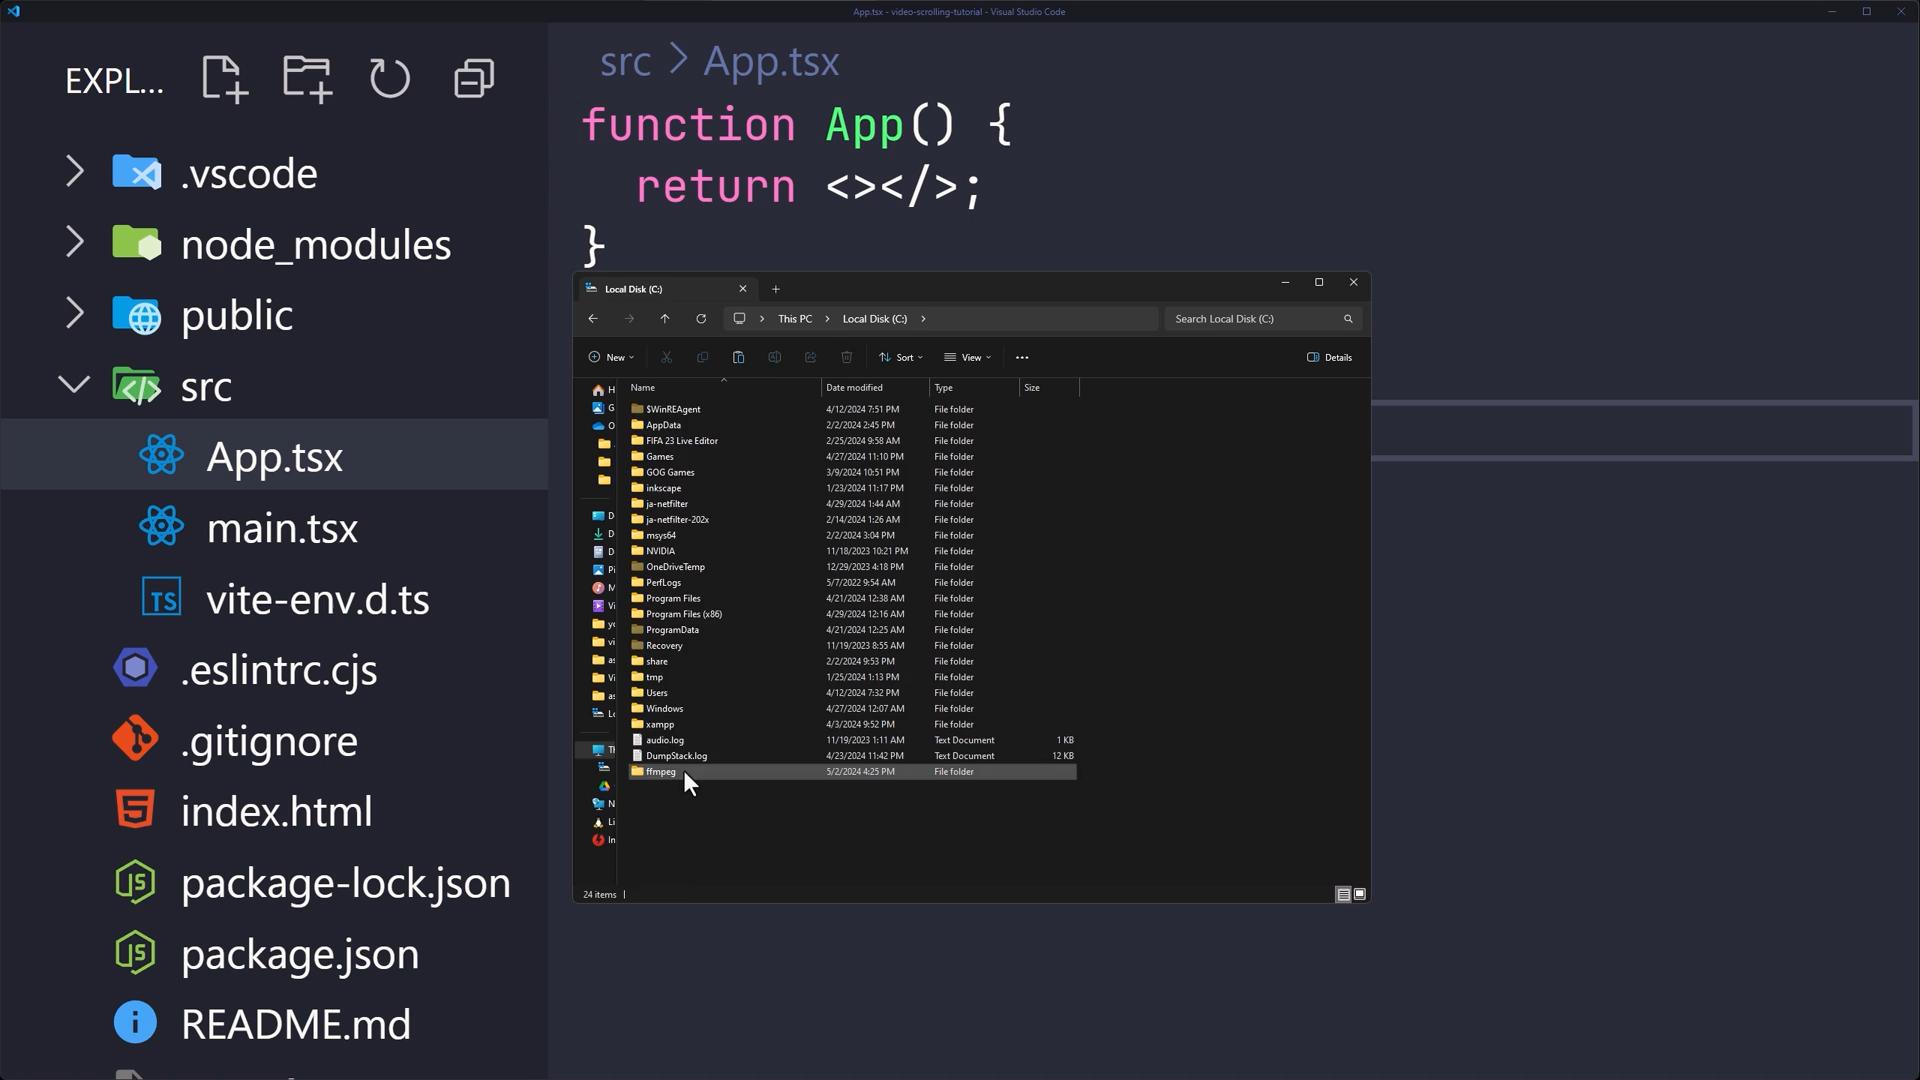 App.tsx - video-scrolling-tutorial - Visual Studio Code
EXPL...
.vscode
node_modules
public
src
App.tsx
main.tsx
vite-env.d.ts
.eslintrc.cjs
.gitignore
index.html
package-lock.json
package.json
README.md
src > App.tsx
function App() {
return <></>;
}
Local Disk (C:)
This PC > Local Disk (C:) >
Search Local Disk (C:)
New
Sort
View
Details
Name Date modified Type Size
$WinREAgent 4/12/2024 7:51 PM File folder
AppData 2/2/2024 2:45 PM File folder
FIFA 23 Live Editor 2/25/2024 9:58 AM File folder
Games 4/27/2024 11:10 PM File folder
GOG Games 3/9/2024 10:51 PM File folder
inkscape 1/23/2024 11:17 PM File folder
ja-netfilter 4/29/2024 1:44 AM File folder
ja-netfilter-202x 2/14/2024 1:26 AM File folder
msys64 2/2/2024 3:04 PM File folder
NVIDIA 11/18/2023 10:21 PM File folder
OneDriveTemp 12/29/2023 4:18 PM File folder
PerfLogs 5/7/2022 9:54 AM File folder
Program Files 4/21/2024 12:38 AM File folder
Program Files (x86) 4/29/2024 12:16 AM File folder
ProgramData 4/21/2024 12:25 AM File folder
Recovery 11/19/2023 8:55 AM File folder
share 2/2/2024 9:53 PM File folder
tmp 1/25/2024 1:13 PM File folder
Users 4/12/2024 7:32 PM File folder
Windows 4/27/2024 12:07 AM File folder
xampp 4/3/2024 9:52 PM File folder
audio.log 11/19/2023 1:11 AM Text Document 1 KB
DumpStack.log 4/23/2024 11:42 PM Text Document 12 KB
ffmpeg 5/2/2024 4:25 PM File folder
24 items